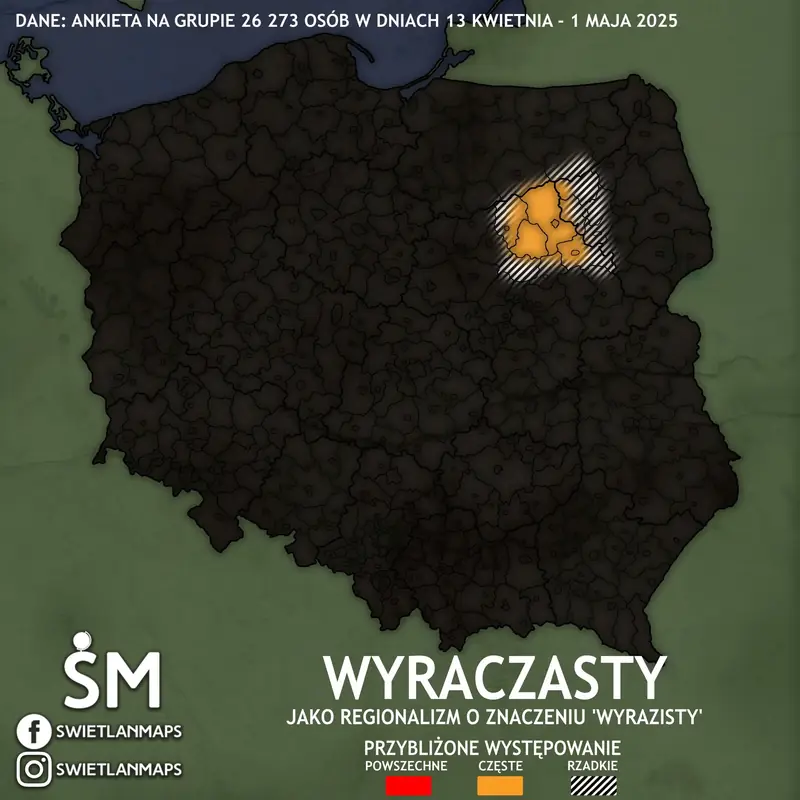 DANE: ANKIETA NA GRUPIE 26 273 OSÓB W DNIACH 13 KWIETNIA - 1 MAJA 2025
ŚM
SWIETLANMAPS
SWIETLANMAPS
WYRACZASTY
JAKO REGIONALIZM O ZNACZENIU 'WYRAZISTY'
PRZYBLIŻONE WYSTĘPOWANIE
POWSZECHNE CZĘSTE RZADKIE